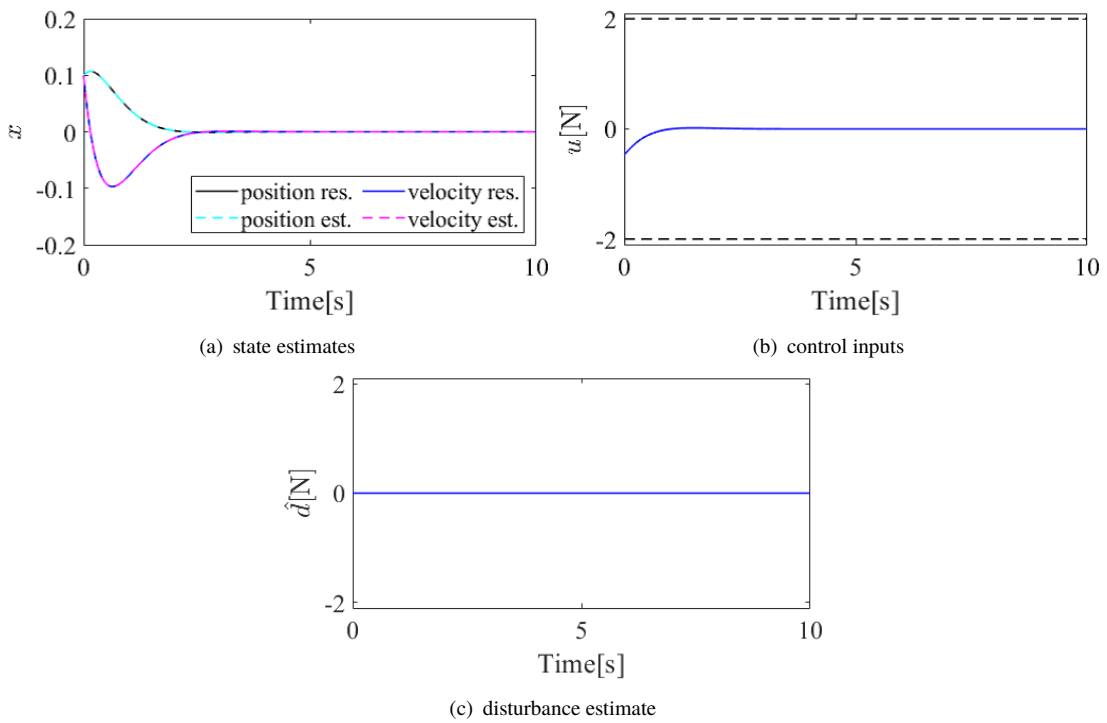 0.2
0.1
0
-0.1
-0.2
x
position res.
velocity res.
position est.
velocity est.
0
5
10
Time[s]
(a) state estimates
2
0
-2
u[N]
0
5
10
Time[s]
(b) control inputs
2
0
-2
d̂[N]
0
5
10
Time[s]
(c) disturbance estimate